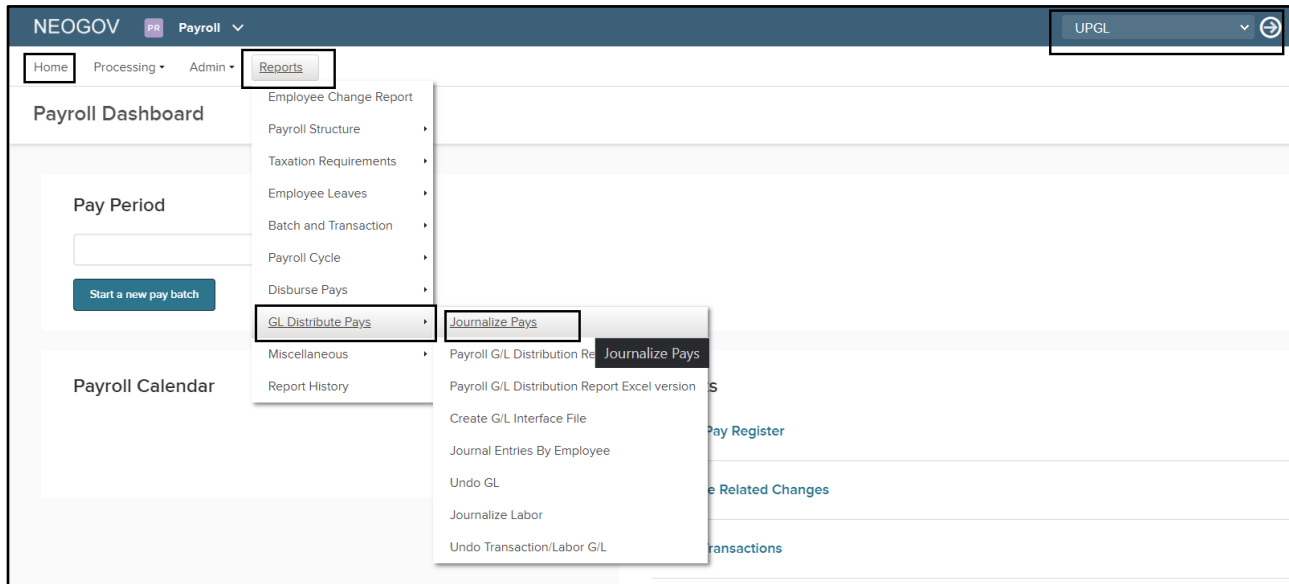 NEOGOV PR Payroll UPGL
Home Processing Admin Reports
Payroll Dashboard
Employee Change Report
Payroll Structure
Taxation Requirements
Employee Leaves
Batch and Transaction
Payroll Cycle
Disburse Pays
GL Distribute Pays
Miscellaneous
Report History
Journalize Pays
Payroll G/L Distribution Re
Journalize Pays
Payroll G/L Distribution Report Excel version
Create G/L Interface File
Journal Entries By Employee
Undo GL
Journalize Labor
Undo Transaction/Labor G/L
Pay Period
Start a new pay batch
Payroll Calendar
s
Pay Register
e Related Changes
ransactions